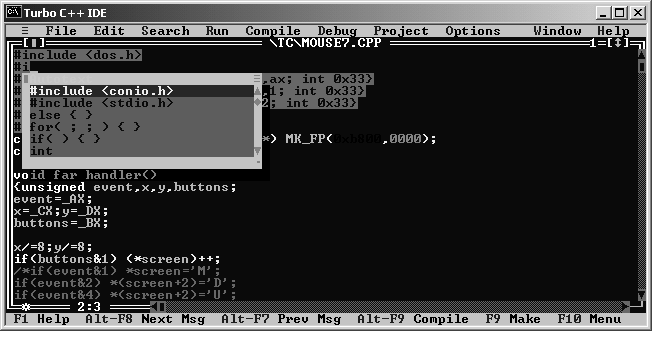 Turbo C++ IDE
≡ File Edit Search Run Compile Debug Project Options Window Help
[■] \TC\MOUSE7.CPP 1=[↕]
#include <dos.h>
#i
,ax; int 0x33}
#include <conio.h> ,1; int 0x33}
#include <stdio.h> 2; int 0x33}
# else { }
# for( ; ; ) { }
if( ) { } *) MK_FP(0xb800,0000);
int
void far handler()
{unsigned event,x,y,buttons;
event=_AX;
x=_CX;y=_DX;
buttons=_BX;
x/=8;y/=8;
if(buttons&1) (*screen)++;
/*if(event&1) *screen='M';
if(event&2) *(screen+2)='D';
if(event&4) *(screen+2)='U';
2:3
F1 Help Alt-F8 Next Msg Alt-F7 Prev Msg Alt-F9 Compile F9 Make F10 Menu